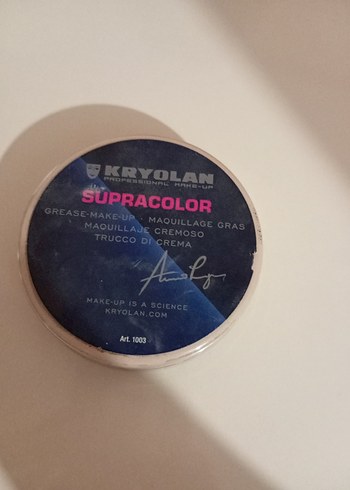 KRYOLAN
PROFESSIONAL MAKE-UP
SUPRACOLOR
GREASE-MAKE-UP - MAQUILLAGE GRAS
MAQUILLAJE CREMOSO
TRUCCO DI CREMA
MAKE-UP IS A SCIENCE
KRYOLAN.COM
Art. 1003